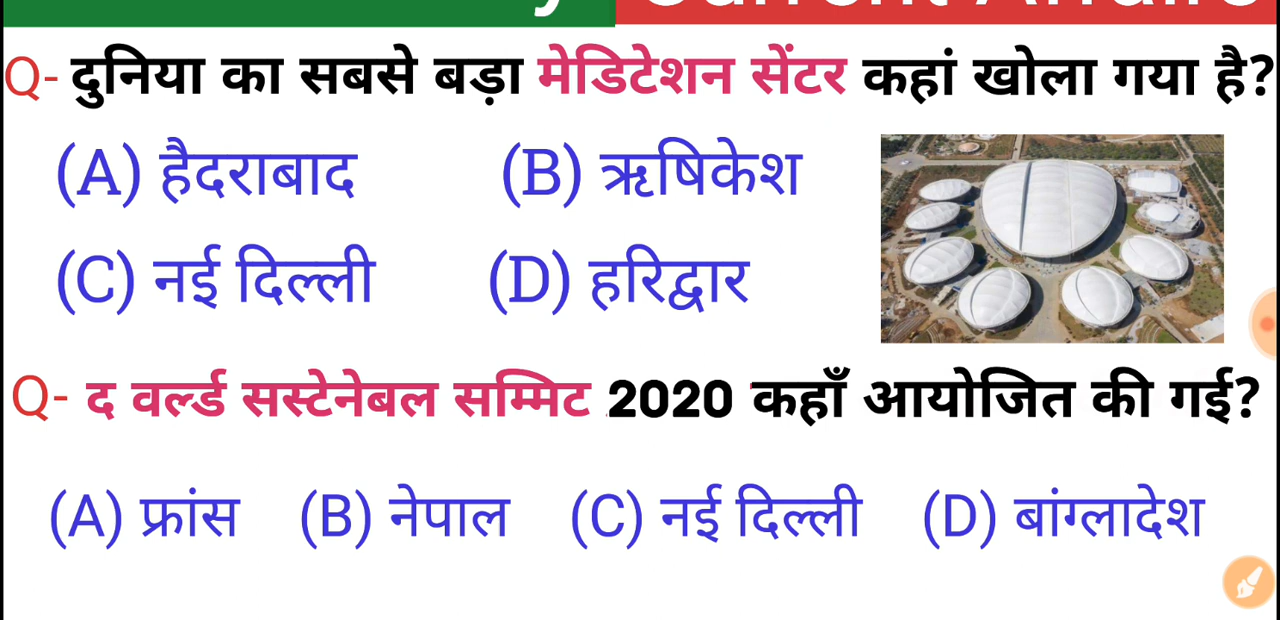 Q- दुनिया का सबसे बड़ा मेडिटेशन सेंटर कहां खोला गया है?
(A) हैदराबाद (B) ऋषिकेश
(C) नई दिल्ली (D) हरिद्वार
Q- द वर्ल्ड सस्टेनेबल सम्मिट 2020 कहाँ आयोजित की गई?
(A) फ्रांस (B) नेपाल (C) नई दिल्ली (D) बांग्लादेश